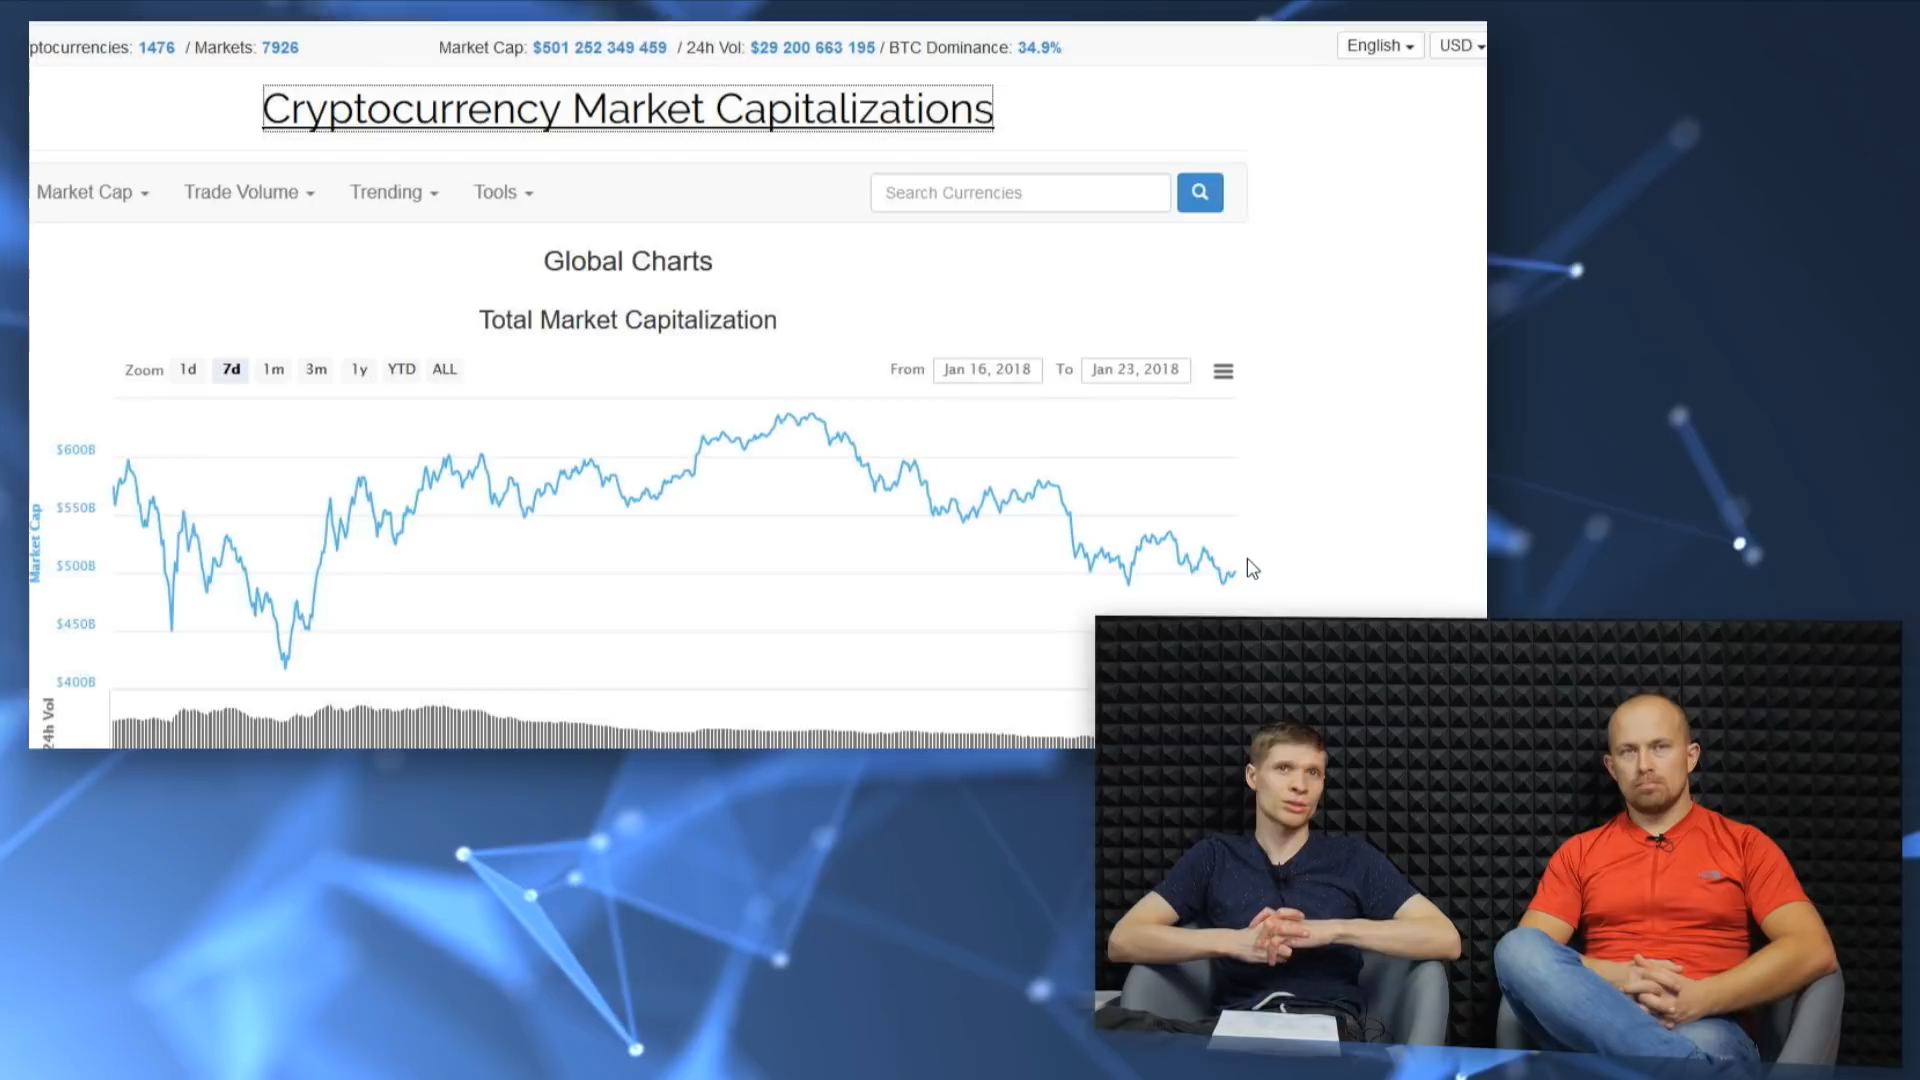 ptocurrencies: 1476 / Markets: 7926 Market Cap: $501 252 349 459 / 24h Vol: $29 200 663 195 / BTC Dominance: 34.9% English USD
Cryptocurrency Market Capitalizations
Market Cap Trade Volume Trending Tools Search Currencies
Global Charts
Total Market Capitalization
Zoom 1d 7d 1m 3m 1y YTD ALL From Jan 16, 2018 To Jan 23, 2018
$600B
$550B
$500B
$450B
$400B
Market Cap
24h Vol